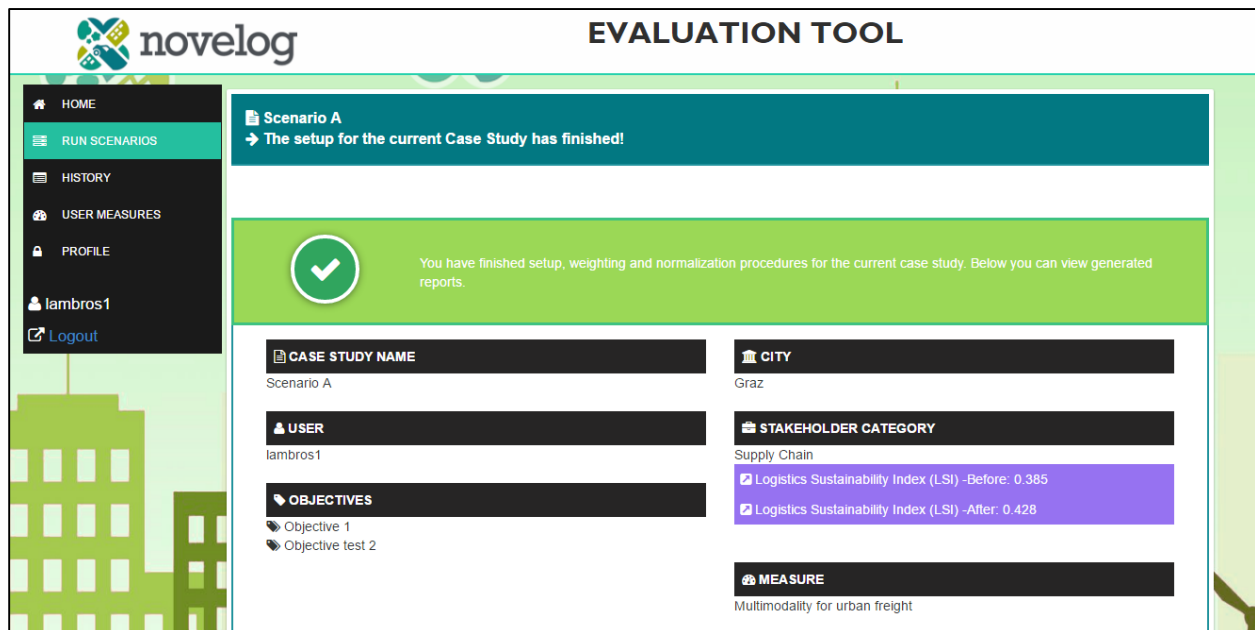 novelog
EVALUATION TOOL
HOME
RUN SCENARIOS
HISTORY
USER MEASURES
PROFILE
lambros1
Logout
Scenario A
The setup for the current Case Study has finished!
You have finished setup, weighting and normalization procedures for the current case study. Below you can view generated
reports.
CASE STUDY NAME
Scenario A
USER
lambros1
OBJECTIVES
Objective 1
Objective test 2
CITY
Graz
STAKEHOLDER CATEGORY
Supply Chain
Logistics Sustainability Index (LSI) -Before: 0.385
Logistics Sustainability Index (LSI) -After: 0.428
MEASURE
Multimodality for urban freight